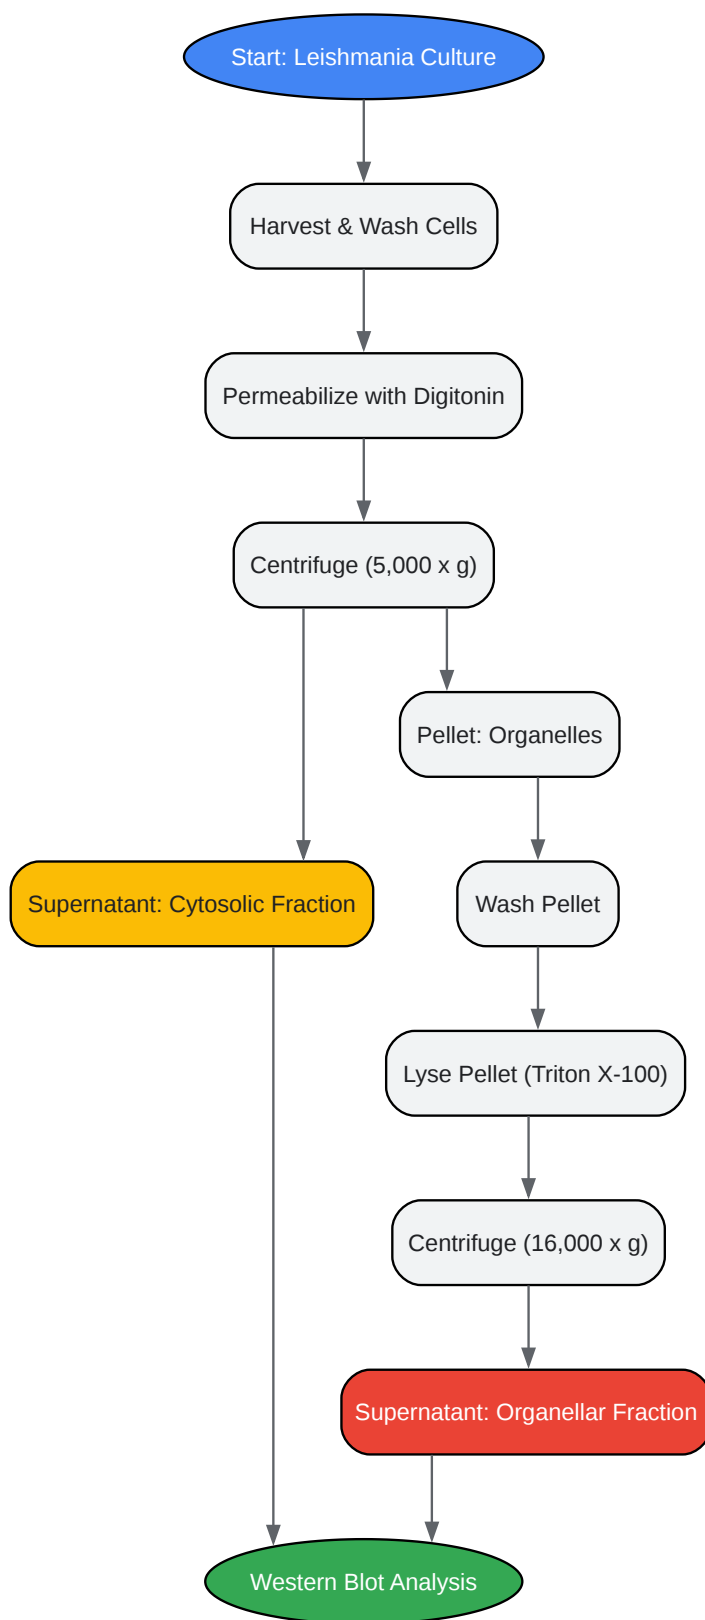 Start: Leishmania Culture
Harvest & Wash Cells
Permeabilize with Digitonin
Centrifuge (5,000 x g)
Pellet: Organelles
Supernatant: Cytosolic Fraction
Wash Pellet
Lyse Pellet (Triton X-100)
Centrifuge (16,000 x g)
Supernatant: Organellar Fraction
Western Blot Analysis